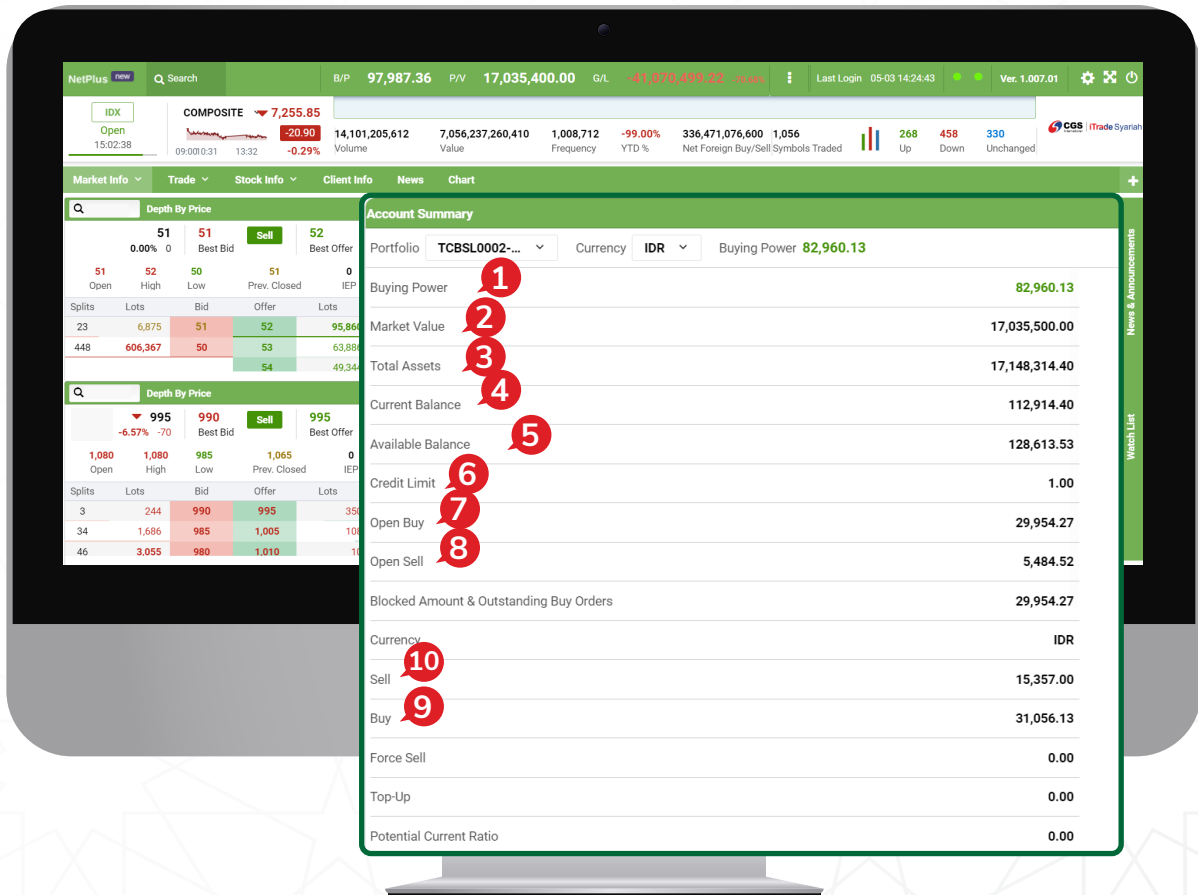 NetPlus new Search B/P 97,987.36 P/V 17,035,400.00 G/L -41,070,499.22 Last Login 05-03 14:24:43 Ver. 1.007.01
IDX COMPOSITE 7,255.85
Open -20.90 14,101,205,612 7,056,237,260,410 1,008,712 -99.00% 336,471,076,600 1,056 268 458 330 CGS International ITrade Syariah
15:02:38 09:0010:31 13:32 -0.29% Volume Value Frequency YTD % Net Foreign Buy/Sell Symbols Traded Up Down Unchanged
Market Info Trade Stock Info Client Info News Chart +
Depth By Price
51 51 Sell 52
0.00% 0 Best Bid Best Offer
51 52 50 51 0
Open High Low Prev. Closed IEP
Splits Lots Bid Offer Lots
23 6,875 51 52 95,860
448 606,367 50 53 63,886
54 49,344
Depth By Price
995 990 Sell 995
-6.57% -70 Best Bid Best Offer
1,080 1,080 985 1,065 0
Open High Low Prev. Closed IEP
Splits Lots Bid Offer Lots
3 244 990 995 350
34 1,686 985 1,005 108
46 3,055 980 1,010 10
Account Summary
Portfolio TCBSL0002-... Currency IDR Buying Power 82,960.13
Buying Power 1 82,960.13
Market Value 2 17,035,500.00
Total Assets 3 17,148,314.40
Current Balance 4 112,914.40
Available Balance 5 128,613.53
Credit Limit 6 1.00
Open Buy 7 29,954.27
Open Sell 8 5,484.52
Blocked Amount & Outstanding Buy Orders 29,954.27
Currency IDR
Sell 10 15,357.00
Buy 9 31,056.13
Force Sell 0.00
Top-Up 0.00
Potential Current Ratio 0.00
News & Announcements
Watch List